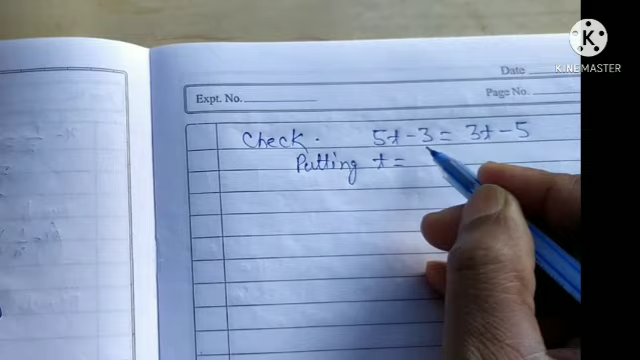 K
KINEMASTER
Date
Expt. No.
Page No.
Check. 5t - 3 = 3t - 5
Putting t =